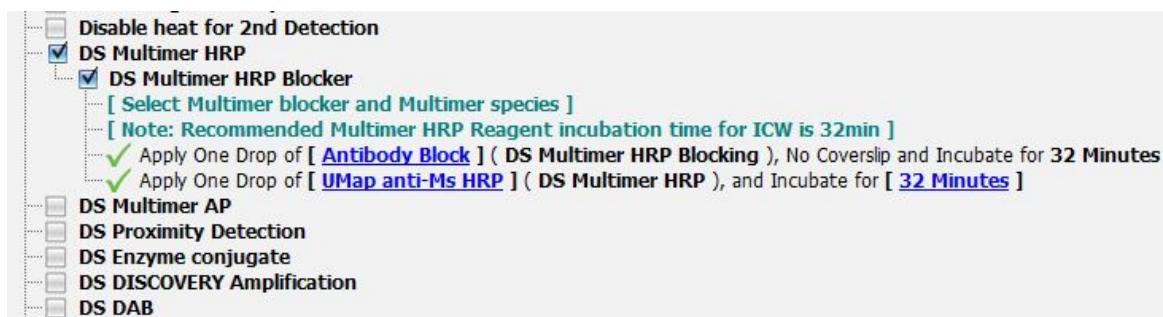 Disable heat for 2nd Detection
DS Multimer HRP
DS Multimer HRP Blocker
[ Select Multimer blocker and Multimer species ]
[ Note: Recommended Multimer HRP Reagent incubation time for ICW is 32min ]
Apply One Drop of [ Antibody Block ] ( DS Multimer HRP Blocking ), No Coverslip and Incubate for 32 Minutes
Apply One Drop of [ UMap anti-Ms HRP ] ( DS Multimer HRP ), and Incubate for [ 32 Minutes ]
DS Multimer AP
DS Proximity Detection
DS Enzyme conjugate
DS DISCOVERY Amplification
DS DAB